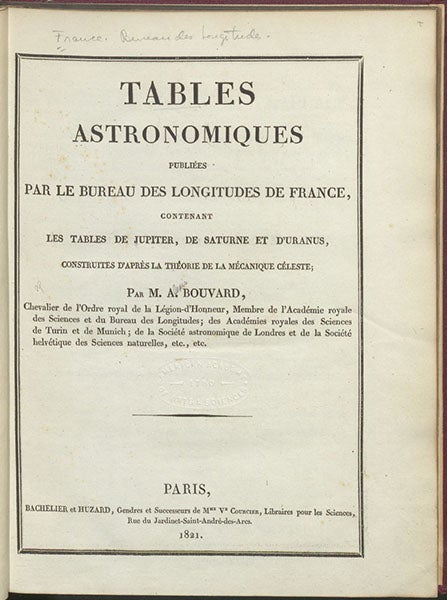 France. Bureau des longitudes.
TABLES
ASTRONOMIQUES
PUBLIÉES
PAR LE BUREAU DES LONGITUDES DE FRANCE,
CONTENANT
LES TABLES DE JUPITER, DE SATURNE ET D'URANUS,
CONSTRUITES D'APRÈS LA THÉORIE DE LA MÉCANIQUE CÉLESTE;
PAR M. A. BOUVARD,
Chevalier de l'Ordre royal de la Légion-d'Honneur, Membre de l'Académie royale
des Sciences et du Bureau des Longitudes; des Académies royales des Sciences
de Turin et de Munich; de la Société astronomique de Londres et de la Société
helvétique des Sciences naturelles, etc., etc.
PARIS,
BACHELIER et HUZARD, Gendres et Successeurs de Mme Ve COURCIER, Libraires pour les Sciences,
Rue du Jardinet-Saint-André-des-Arcs.
1821.